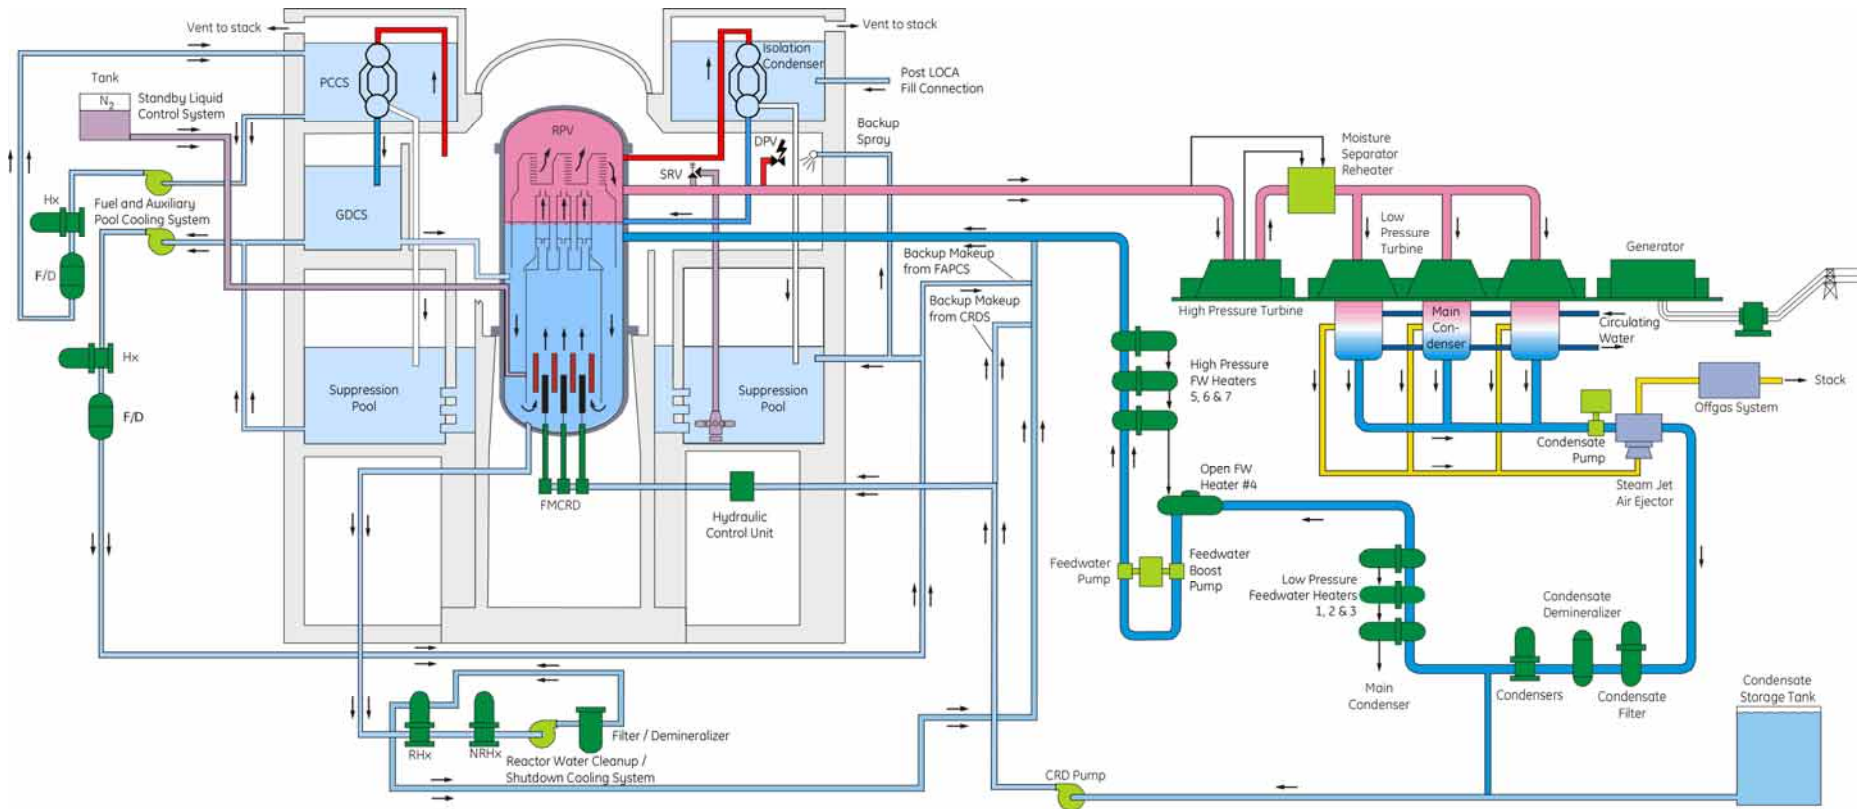 Vent to stack
Vent to stack
Tank
N2
Standby Liquid
Control System
PCCS
Isolation
Condenser
Post LOCA
Fill Connection
RPV
DPV
Backup
Spray
SRV
Moisture
Separator
Reheater
Hx
Fuel and Auxiliary
Pool Cooling System
GDCS
F/D
Low
Pressure
Turbine
Generator
Backup Makeup
from FAPCS
Backup Makeup
from CRDS
High Pressure Turbine
Main
Con-
denser
Circulating
Water
Hx
F/D
Suppression
Pool
Suppression
Pool
High Pressure
FW Heaters
5, 6 & 7
Stack
Offgas System
Condensate
Pump
Steam Jet
Air Ejector
Open FW
Heater #4
FMCRD
Hydraulic
Control Unit
Feedwater
Pump
Feedwater
Boost
Pump
Low Pressure
Feedwater Heaters
1, 2 & 3
Condensate
Demineralizer
Main
Condenser
Condensers
Condensate
Filter
Condensate
Storage Tank
RHx
NRHx
Filter / Demineralizer
Reactor Water Cleanup /
Shutdown Cooling System
CRD Pump